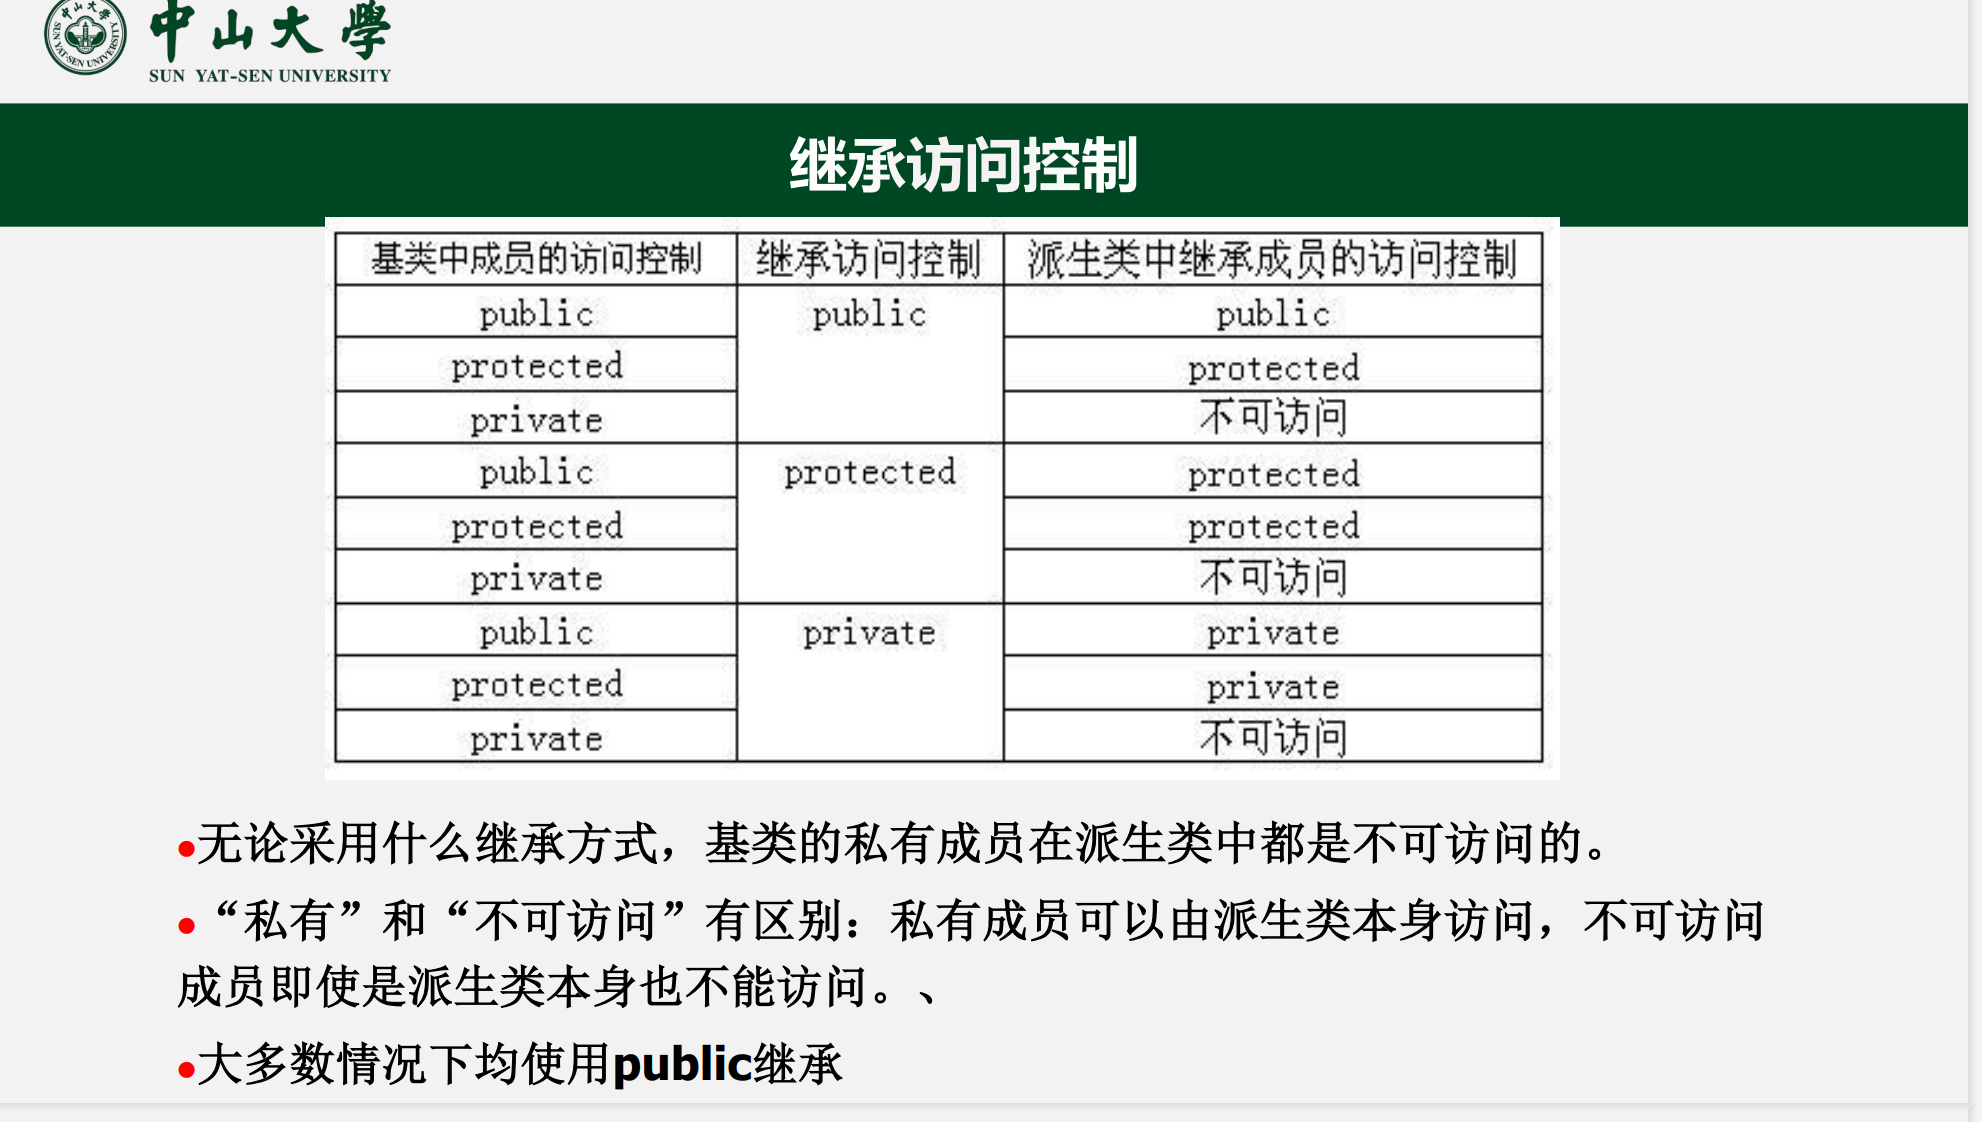 中山大學
SUN YAT-SEN UNIVERSITY
中山大学
SUN YAT-SEN UNIVERSITY
继承访问控制
基类中成员的访问控制 继承访问控制 派生类中继承成员的访问控制
public public public
protected protected
private 不可访问
public protected protected
protected protected
private 不可访问
public private private
protected private
private 不可访问
●无论采用什么继承方式，基类的私有成员在派生类中都是不可访问的。
●“私有”和“不可访问”有区别：私有成员可以由派生类本身访问，不可访问
成员即使是派生类本身也不能访问。、
●大多数情况下均使用public继承